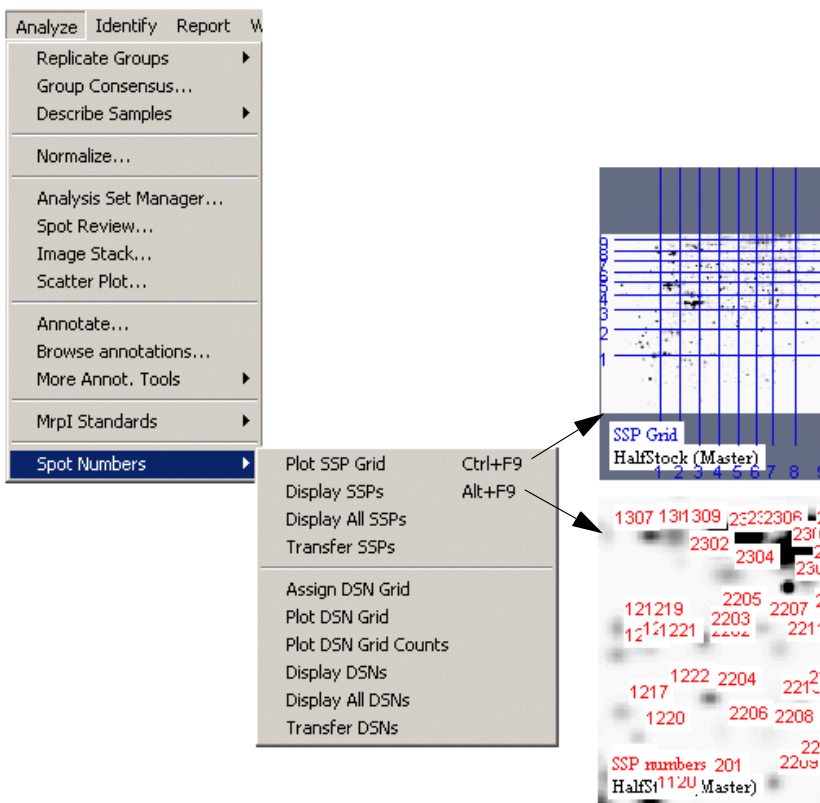 Analyze Identify Report W
Replicate Groups
Group Consensus...
Describe Samples
Normalize...
Analysis Set Manager...
Spot Review...
Image Stack...
Scatter Plot...
Annotate...
Browse annotations...
More Annot. Tools
MrpI Standards
Spot Numbers
Plot SSP Grid Ctrl+F9
Display SSPs Alt+F9
Display All SSPs
Transfer SSPs
Assign DSN Grid
Plot DSN Grid
Plot DSN Grid Counts
Display DSNs
Display All DSNs
Transfer DSNs
9
8
7
6
5
4
3
2
1
SSP Grid
HalfStock (Master)
1 2 3 4 5 6 7 8
1307 1309 2306
2302 2304
2205 2207
1219 2203
1221 221
1222 2204
1217
1220 2206 2208
SSP numbers 201
1120 Master)